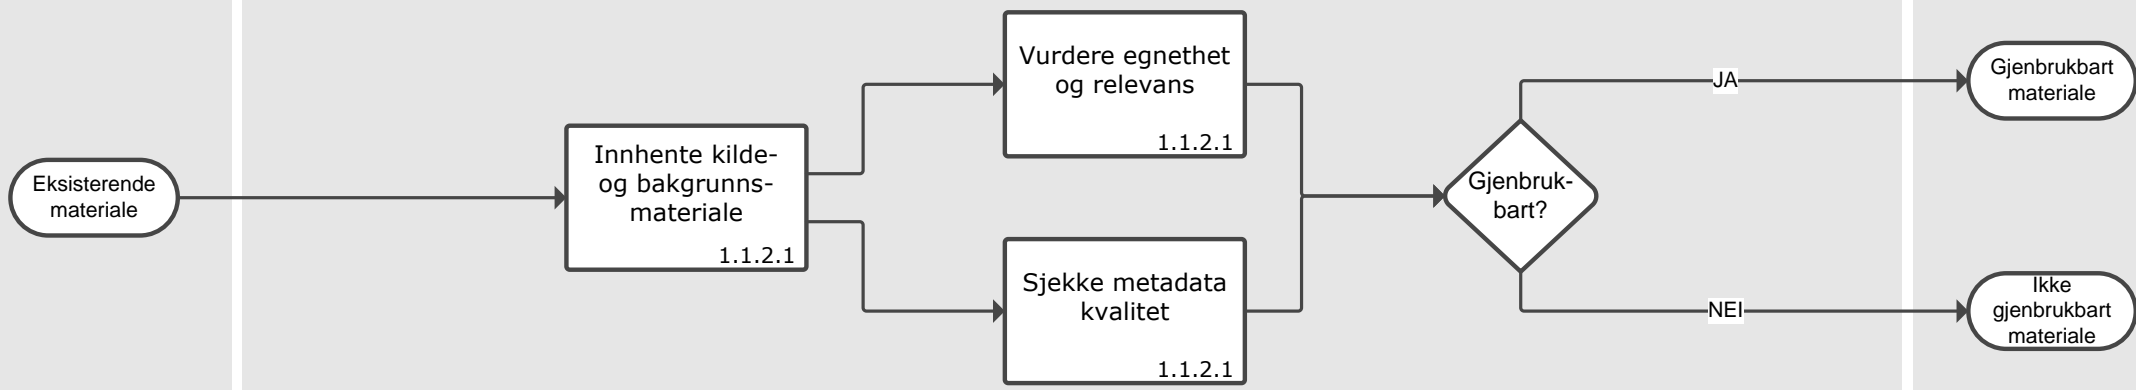 Eksisterende
materiale
Innhente kilde-
og bakgrunns-
materiale
1.1.2.1
Vurdere egnethet
og relevans
1.1.2.1
Sjekke metadata
kvalitet
1.1.2.1
Gjenbruk-
bart?
JA
NEI
Gjenbrukbart
materiale
Ikke
gjenbrukbart
materiale